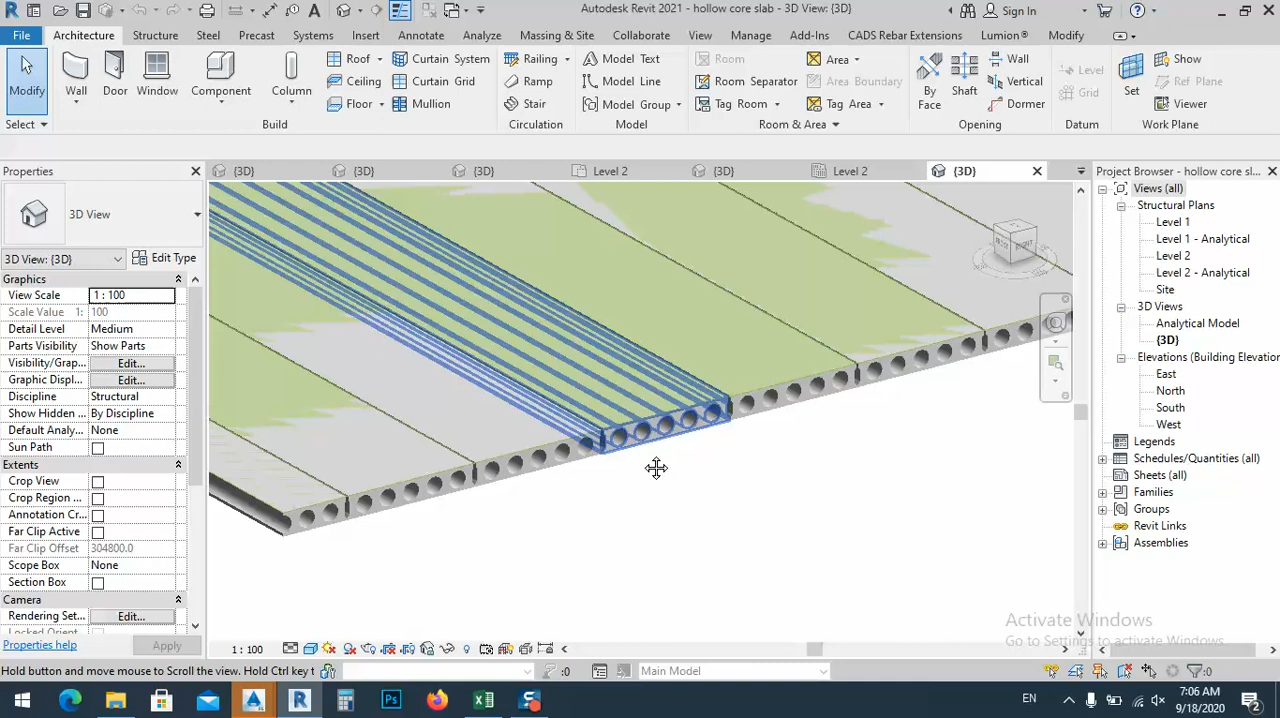 Autodesk Revit 2021 - hollow core slab - 3D View: {3D}
Sign In
File Architecture Structure Steel Precast Systems Insert Annotate Analyze Massing & Site Collaborate View Manage Add-Ins CADS Rebar Extensions Lumion® Modify
Modify
Wall
Door
Window
Component
Column
Roof
Ceiling
Floor
Curtain System
Curtain Grid
Mullion
Railing
Ramp
Stair
Model Text
Model Line
Model Group
Room
Room Separator
Tag Room
Area
Area Boundary
Tag Area
By Face
Shaft
Wall
Vertical
Dormer
Level
Grid
Set
Show
Ref Plane
Viewer
Select
Build
Circulation
Model
Room & Area
Opening
Datum
Work Plane
Properties
{3D} {3D} {3D} Level 2 {3D} Level 2 {3D}
3D View
3D View: {3D}
Edit Type
Graphics
View Scale 1 : 100
Scale Value 1: 100
Detail Level Medium
Parts Visibility Show Parts
Visibility/Grap... Edit...
Graphic Displ... Edit...
Discipline Structural
Show Hidden ... By Discipline
Default Analy... None
Sun Path
Extents
Crop View
Crop Region ...
Annotation Cr...
Far Clip Active
Far Clip Offset 304800.0
Scope Box None
Section Box
Camera
Rendering Set... Edit...
Locked Orient
Properties help
Apply
Project Browser - hollow core sl...
Views (all)
Structural Plans
Level 1
Level 1 - Analytical
Level 2
Level 2 - Analytical
Site
3D Views
Analytical Model
{3D}
Elevations (Building Elevation
East
North
South
West
Legends
Schedules/Quantities (all)
Sheets (all)
Families
Groups
Revit Links
Assemblies
Activate Windows
Go to Settings to activate Windows.
1 : 100
Hold button and move mouse to Scroll the view. Hold Ctrl key t
:0
Main Model
:0
EN
7:06 AM
9/18/2020
2